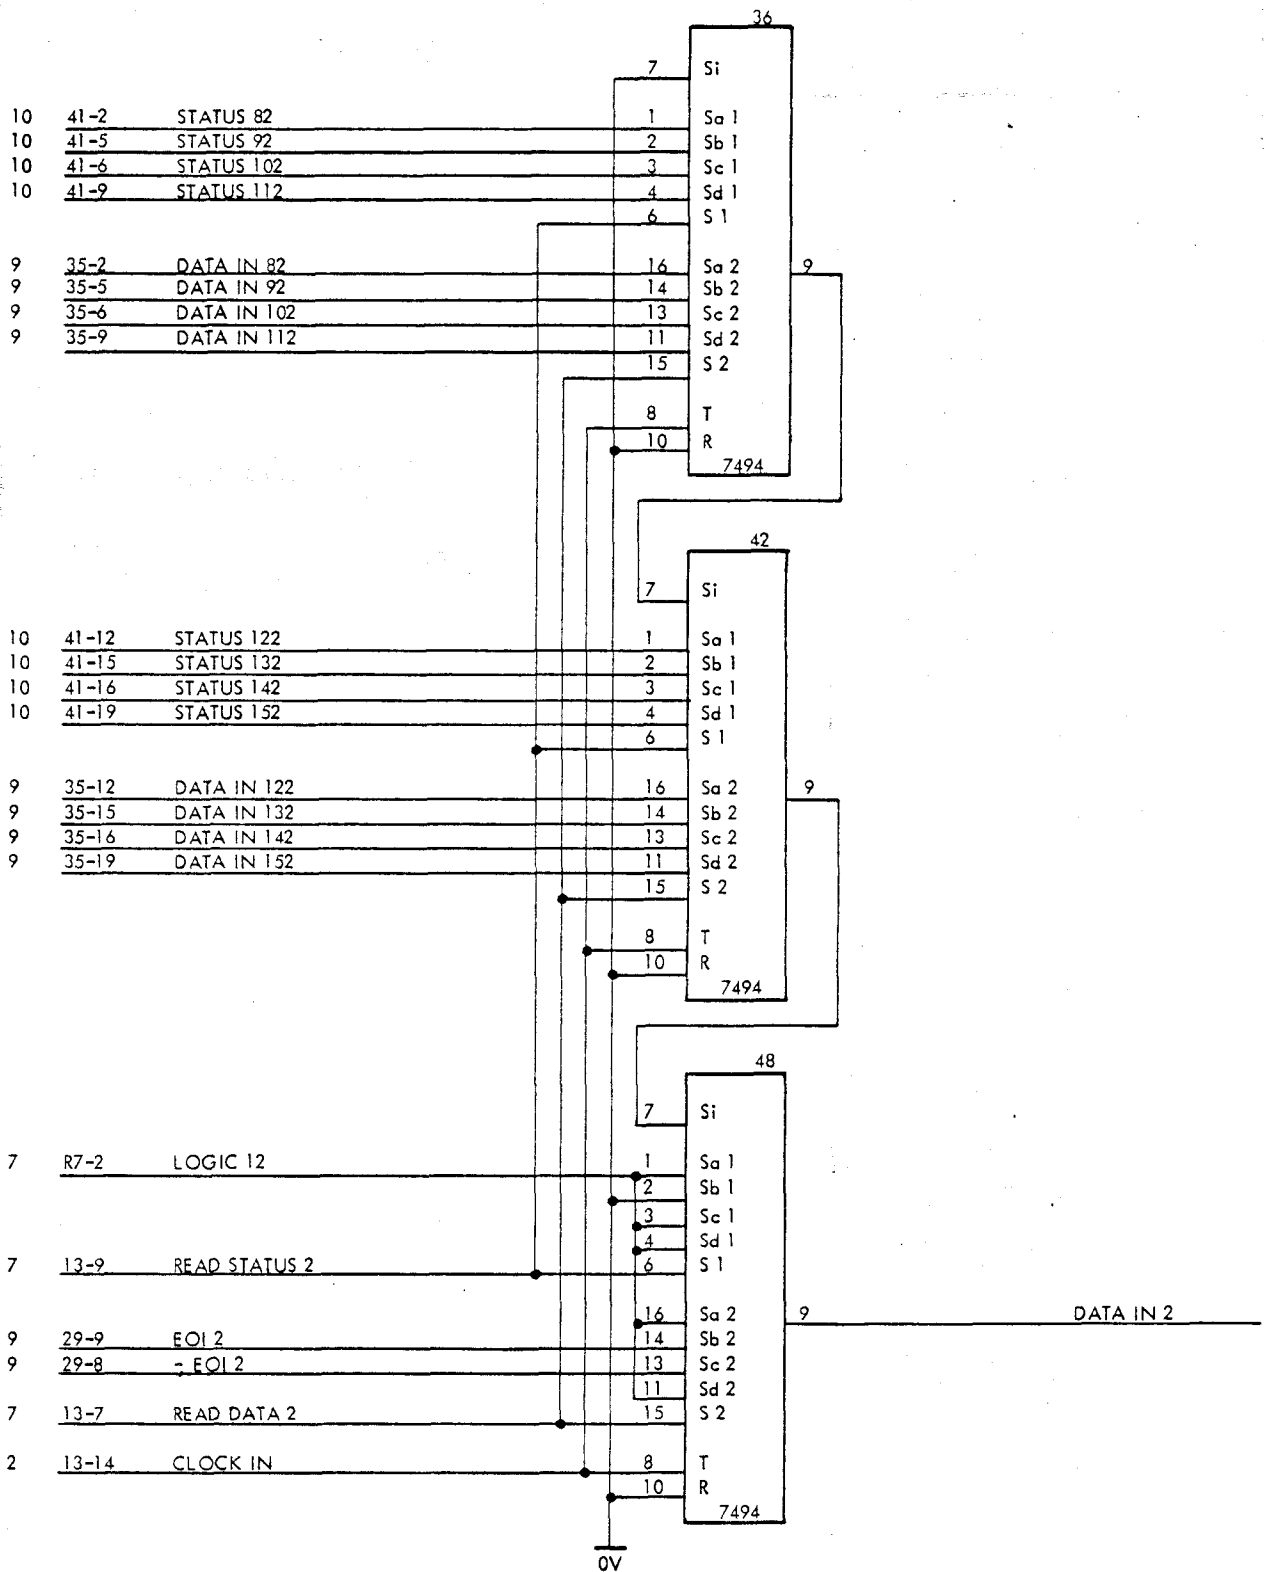 36
7 Si
10 41-2 STATUS 82 1 Sa 1
10 41-5 STATUS 92 2 Sb 1
10 41-6 STATUS 102 3 Sc 1
10 41-9 STATUS 112 4 Sd 1
6 S 1
9 35-2 DATA IN 82 16 Sa 2 9
9 35-5 DATA IN 92 14 Sb 2
9 35-6 DATA IN 102 13 Sc 2
9 35-9 DATA IN 112 11 Sd 2
15 S 2
8 T
10 R
7494
42
7 Si
10 41-12 STATUS 122 1 Sa 1
10 41-15 STATUS 132 2 Sb 1
10 41-16 STATUS 142 3 Sc 1
10 41-19 STATUS 152 4 Sd 1
6 S 1
9 35-12 DATA IN 122 16 Sa 2 9
9 35-15 DATA IN 132 14 Sb 2
9 35-16 DATA IN 142 13 Sc 2
9 35-19 DATA IN 152 11 Sd 2
15 S 2
8 T
10 R
7494
48
7 Si
7 R7-2 LOGIC 12 1 Sa 1
2 Sb 1
3 Sc 1
4 Sd 1
7 13-9 READ STATUS 2 6 S 1
16 Sa 2 9 DATA IN 2
9 29-9 EOI 2 14 Sb 2
9 29-8 - EOI 2 13 Sc 2
11 Sd 2
7 13-7 READ DATA 2 15 S 2
2 13-14 CLOCK IN 8 T
10 R
7494
0V